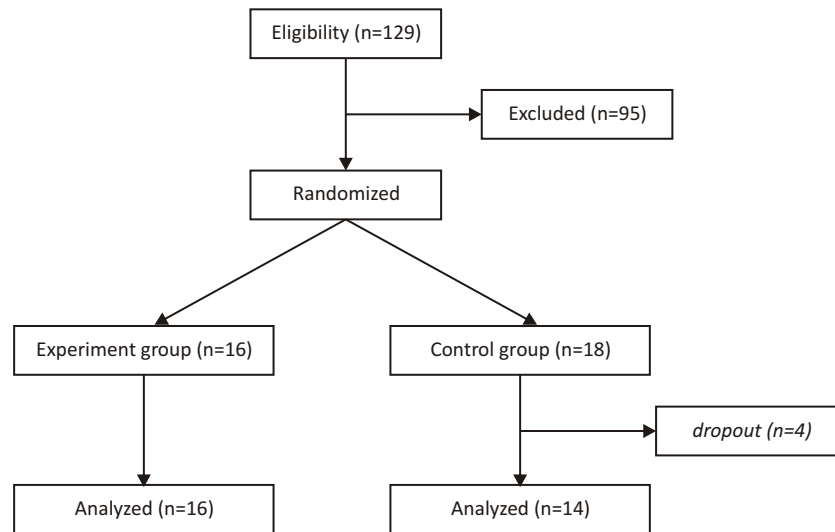 Eligibility (n=129)
Excluded (n=95)
Randomized
Experiment group (n=16)
Control group (n=18)
dropout (n=4)
Analyzed (n=16)
Analyzed (n=14)